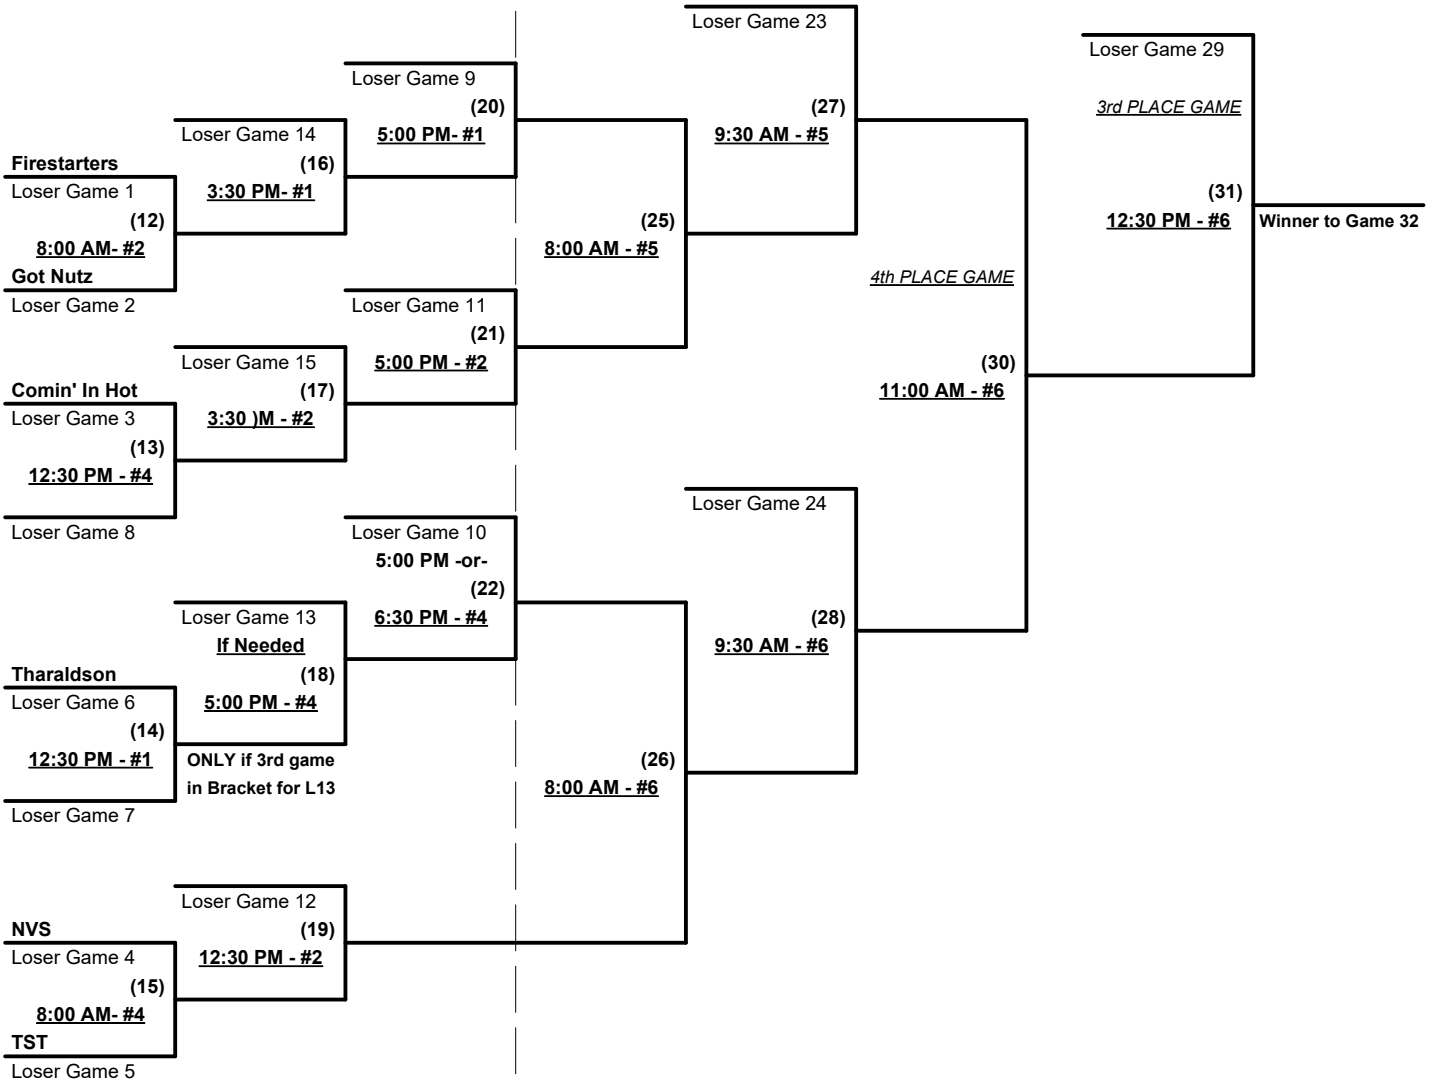 Loser Game 23
Loser Game 29
Loser Game 9
(20)
5:00 PM- #1
(27)
9:30 AM - #5
3rd PLACE GAME
Loser Game 14
(16)
3:30 PM- #1
Firestarters
Loser Game 1
(12)
8:00 AM- #2
Got Nutz
Loser Game 2
(25)
8:00 AM - #5
(31)
12:30 PM - #6
Winner to Game 32
4th PLACE GAME
Loser Game 11
(21)
5:00 PM - #2
Loser Game 15
(17)
3:30 )M - #2
Comin' In Hot
Loser Game 3
(13)
12:30 PM - #4
Loser Game 8
(30)
11:00 AM - #6
Loser Game 24
Loser Game 10
5:00 PM -or-
(22)
6:30 PM - #4
Loser Game 13
If Needed
(18)
5:00 PM - #4
(28)
9:30 AM - #6
Tharaldson
Loser Game 6
(14)
12:30 PM - #1
ONLY if 3rd game
in Bracket for L13
Loser Game 7
(26)
8:00 AM - #6
Loser Game 12
(19)
12:30 PM - #2
NVS
Loser Game 4
(15)
8:00 AM- #4
TST
Loser Game 5